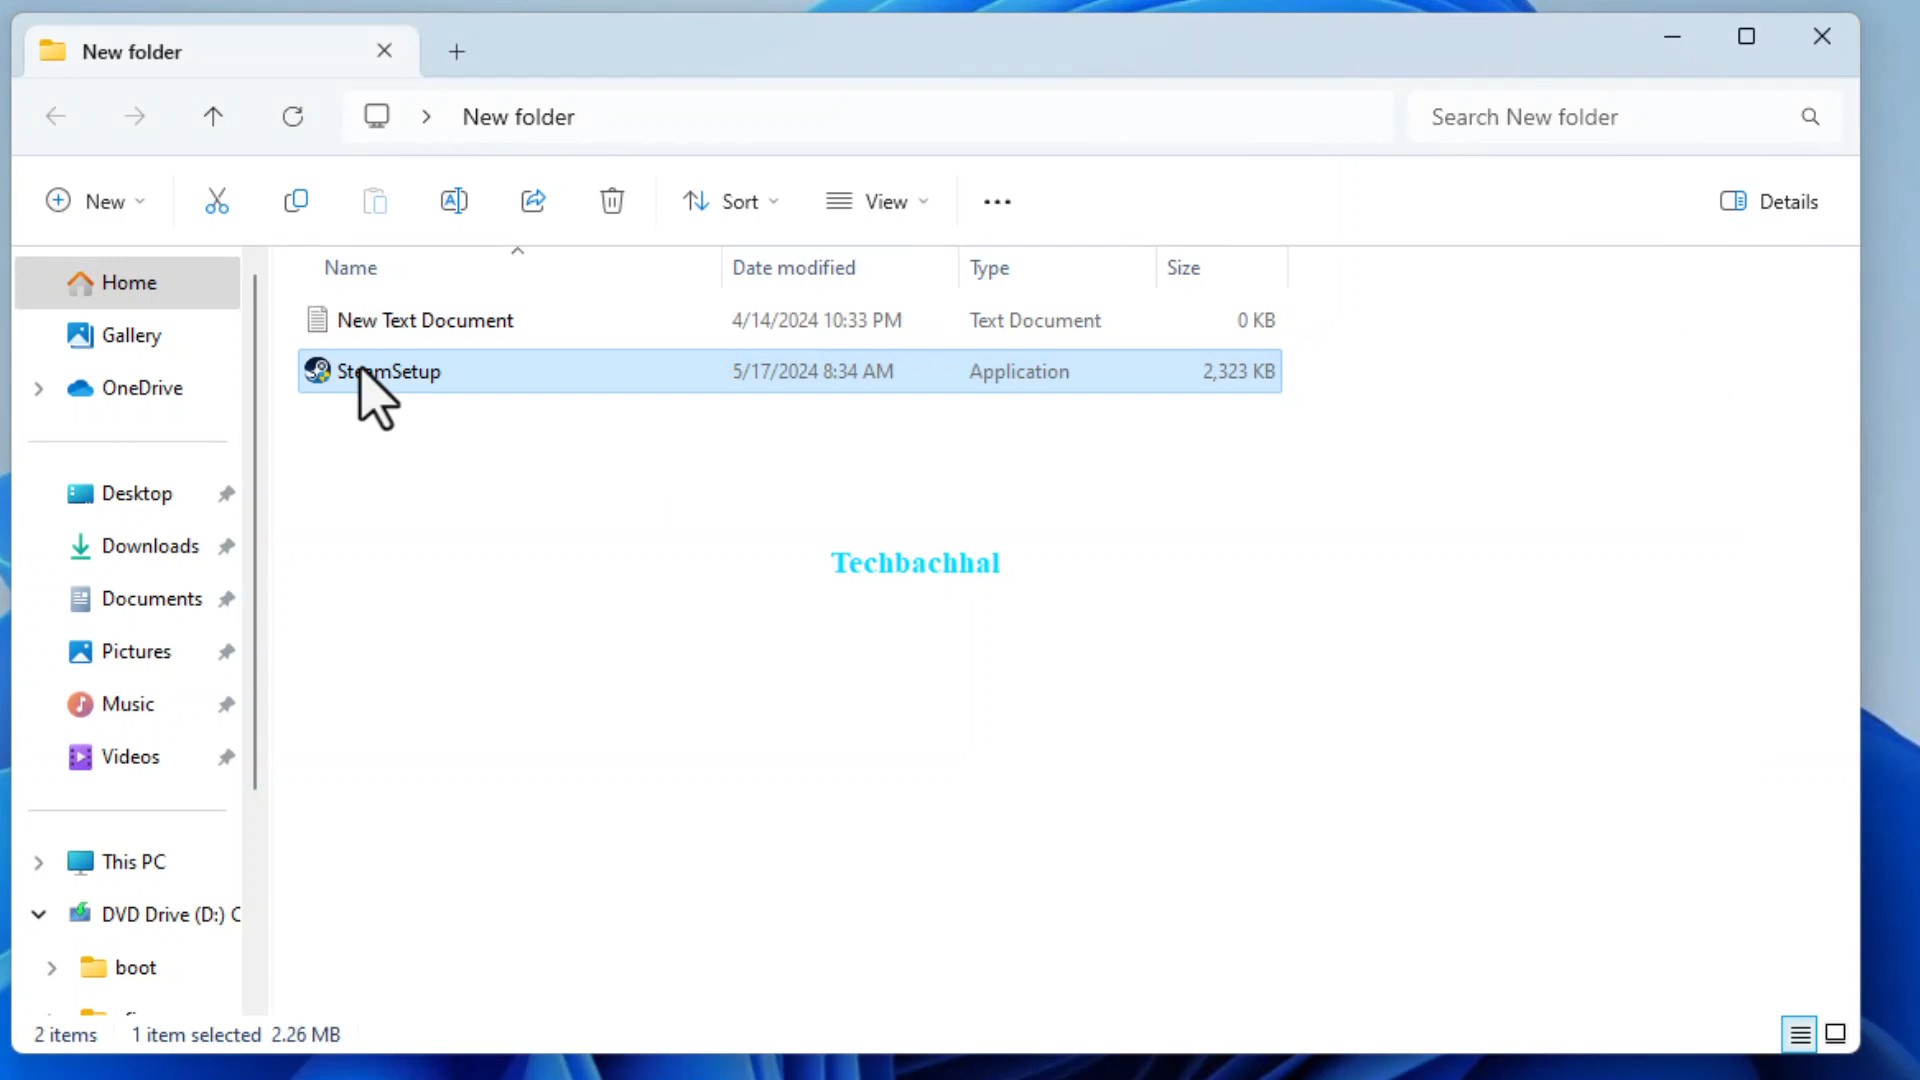 New folder
New folder
Search New folder
New
Sort
View
Details
Name
Date modified
Type
Size
New Text Document
4/14/2024 10:33 PM
Text Document
0 KB
SteamSetup
5/17/2024 8:34 AM
Application
2,323 KB
Home
Gallery
OneDrive
Desktop
Downloads
Documents
Pictures
Music
Videos
This PC
DVD Drive (D:) C
boot
Techbachhal
2 items
1 item selected 2.26 MB